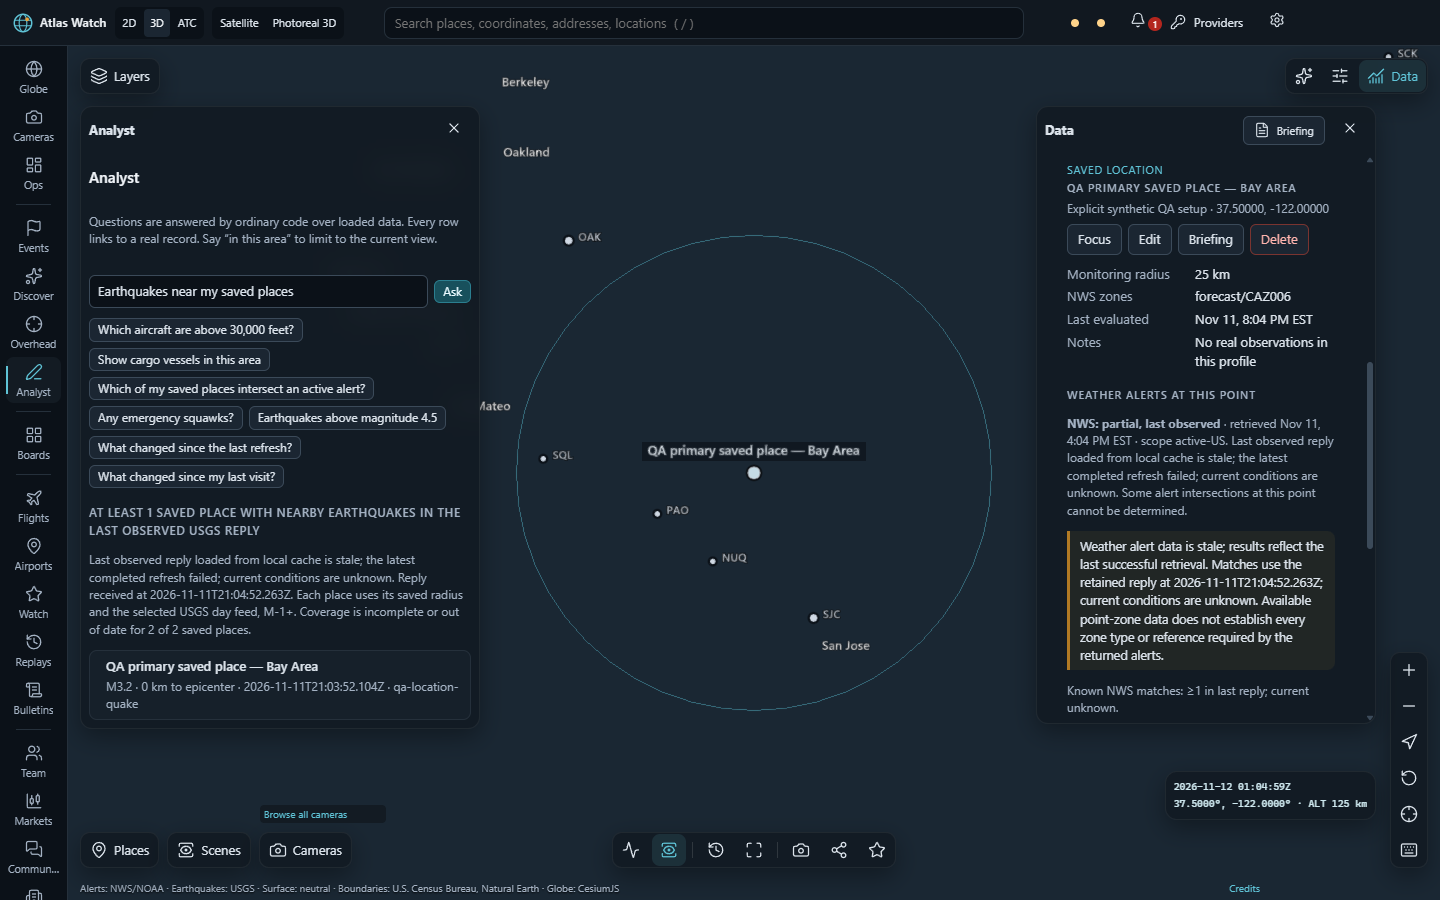 Atlas Watch
2D 3D ATC
Satellite Photoreal 3D
Search places, coordinates, addresses, locations ( / )
1
Providers
Globe
Cameras
Ops
Events
Discover
Overhead
Analyst
Boards
Flights
Airports
Watch
Replays
Bulletins
Team
Markets
Commun...
Layers
Analyst
Analyst
Questions are answered by ordinary code over loaded data. Every row
links to a real record. Say “in this area” to limit to the current view.
Earthquakes near my saved places
Ask
Which aircraft are above 30,000 feet?
Show cargo vessels in this area
Which of my saved places intersect an active alert?
Any emergency squawks?
Earthquakes above magnitude 4.5
What changed since the last refresh?
What changed since my last visit?
AT LEAST 1 SAVED PLACE WITH NEARBY EARTHQUAKES IN THE
LAST OBSERVED USGS REPLY
Last observed reply loaded from local cache is stale; the latest
completed refresh failed; current conditions are unknown. Reply
received at 2026-11-11T21:04:52.263Z. Each place uses its saved radius
and the selected USGS day feed, M-1+. Coverage is incomplete or out
of date for 2 of 2 saved places.
QA primary saved place — Bay Area
M3.2 · 0 km to epicenter · 2026-11-11T21:03:52.104Z · qa-location-
quake
Berkeley
Oakland
OAK
Mateo
SQL
QA primary saved place — Bay Area
PAO
NUQ
SJC
San Jose
SCK
Data
Data
Briefing
SAVED LOCATION
QA PRIMARY SAVED PLACE — BAY AREA
Explicit synthetic QA setup · 37.50000, -122.00000
Focus Edit Briefing Delete
Monitoring radius 25 km
NWS zones forecast/CAZ006
Last evaluated Nov 11, 8:04 PM EST
Notes No real observations in
this profile
WEATHER ALERTS AT THIS POINT
NWS: partial, last observed · retrieved Nov 11,
4:04 PM EST · scope active-US. Last observed reply
loaded from local cache is stale; the latest
completed refresh failed; current conditions are
unknown. Some alert intersections at this point
cannot be determined.
Weather alert data is stale; results reflect the
last successful retrieval. Matches use the
retained reply at 2026-11-11T21:04:52.263Z;
current conditions are unknown. Available
point-zone data does not establish every
zone type or reference required by the
returned alerts.
Known NWS matches: ≥1 in last reply; current
unknown.
2026-11-12 01:04:59Z
37.5000°, −122.0000° · ALT 125 km
Browse all cameras
Places
Scenes
Cameras
Alerts: NWS/NOAA · Earthquakes: USGS · Surface: neutral · Boundaries: U.S. Census Bureau, Natural Earth · Globe: CesiumJS
Credits